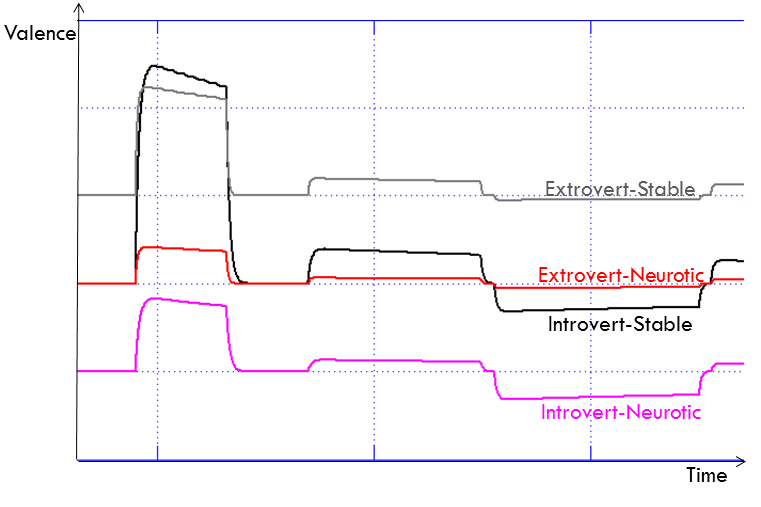 Valence
Extrovert-Stable
Extrovert-Neurotic
Introvert-Stable
Introvert-Neurotic
Time